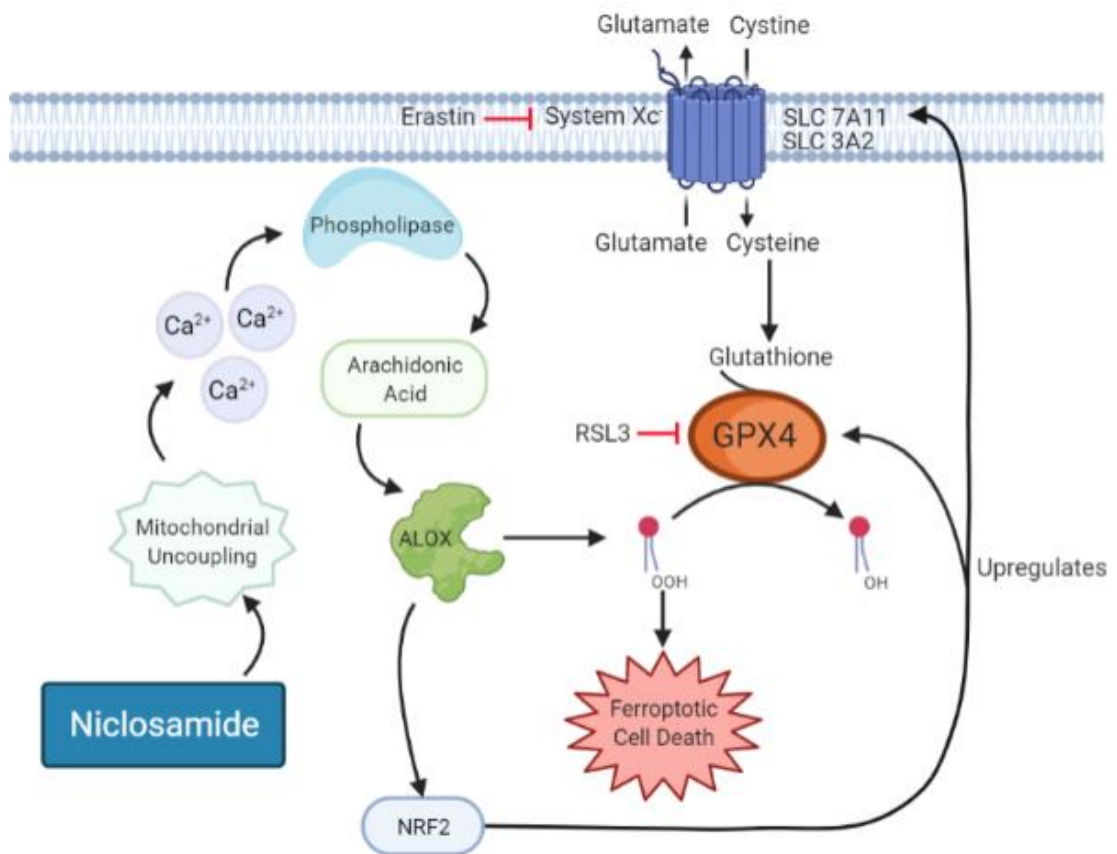 Glutamate Cystine
Erastin
System Xc⁻
SLC 7A11
SLC 3A2
Phospholipase
Glutamate Cysteine
Ca²⁺
Ca²⁺
Ca²⁺
Arachidonic
Acid
Glutathione
RSL3
GPX4
Mitochondrial
Uncoupling
ALOX
OOH
OH
Upregulates
Niclosamide
Ferroptotic
Cell Death
NRF2